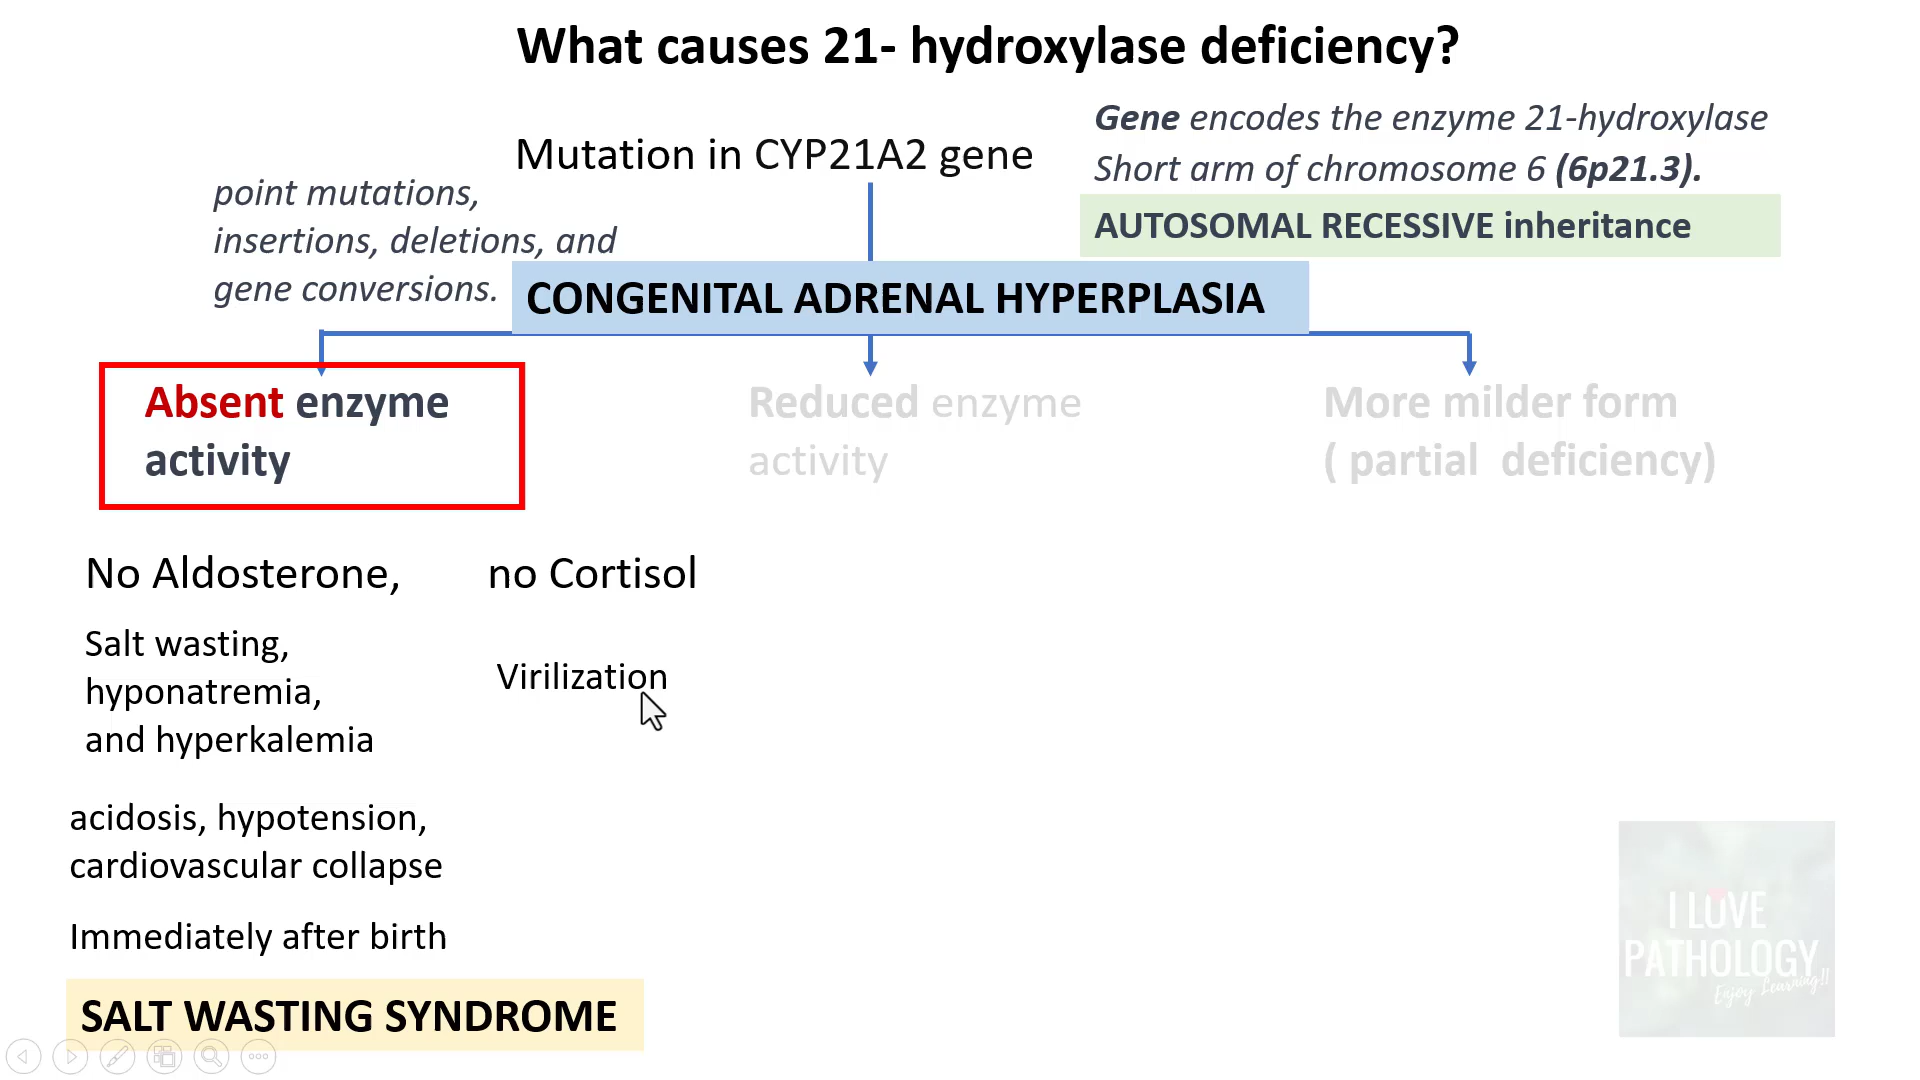 What causes 21- hydroxylase deficiency?
Mutation in CYP21A2 gene
Gene encodes the enzyme 21-hydroxylase
Short arm of chromosome 6 (6p21.3).
AUTOSOMAL RECESSIVE inheritance
point mutations,
insertions, deletions, and
gene conversions.
CONGENITAL ADRENAL HYPERPLASIA
Absent enzyme
activity
Reduced enzyme
activity
More milder form
( partial deficiency)
No Aldosterone,
no Cortisol
Salt wasting,
hyponatremia,
and hyperkalemia
Virilization
acidosis, hypotension,
cardiovascular collapse
Immediately after birth
SALT WASTING SYNDROME
I LOVE
PATHOLOGY
Enjoy Learning!!